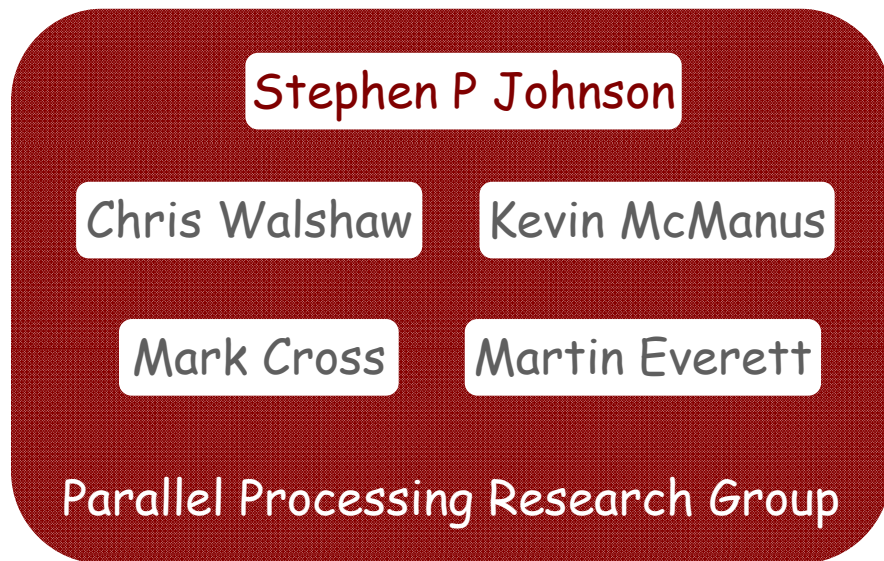 Stephen P Johnson
Chris Walshaw Kevin McManus
Mark Cross Martin Everett
Parallel Processing Research Group